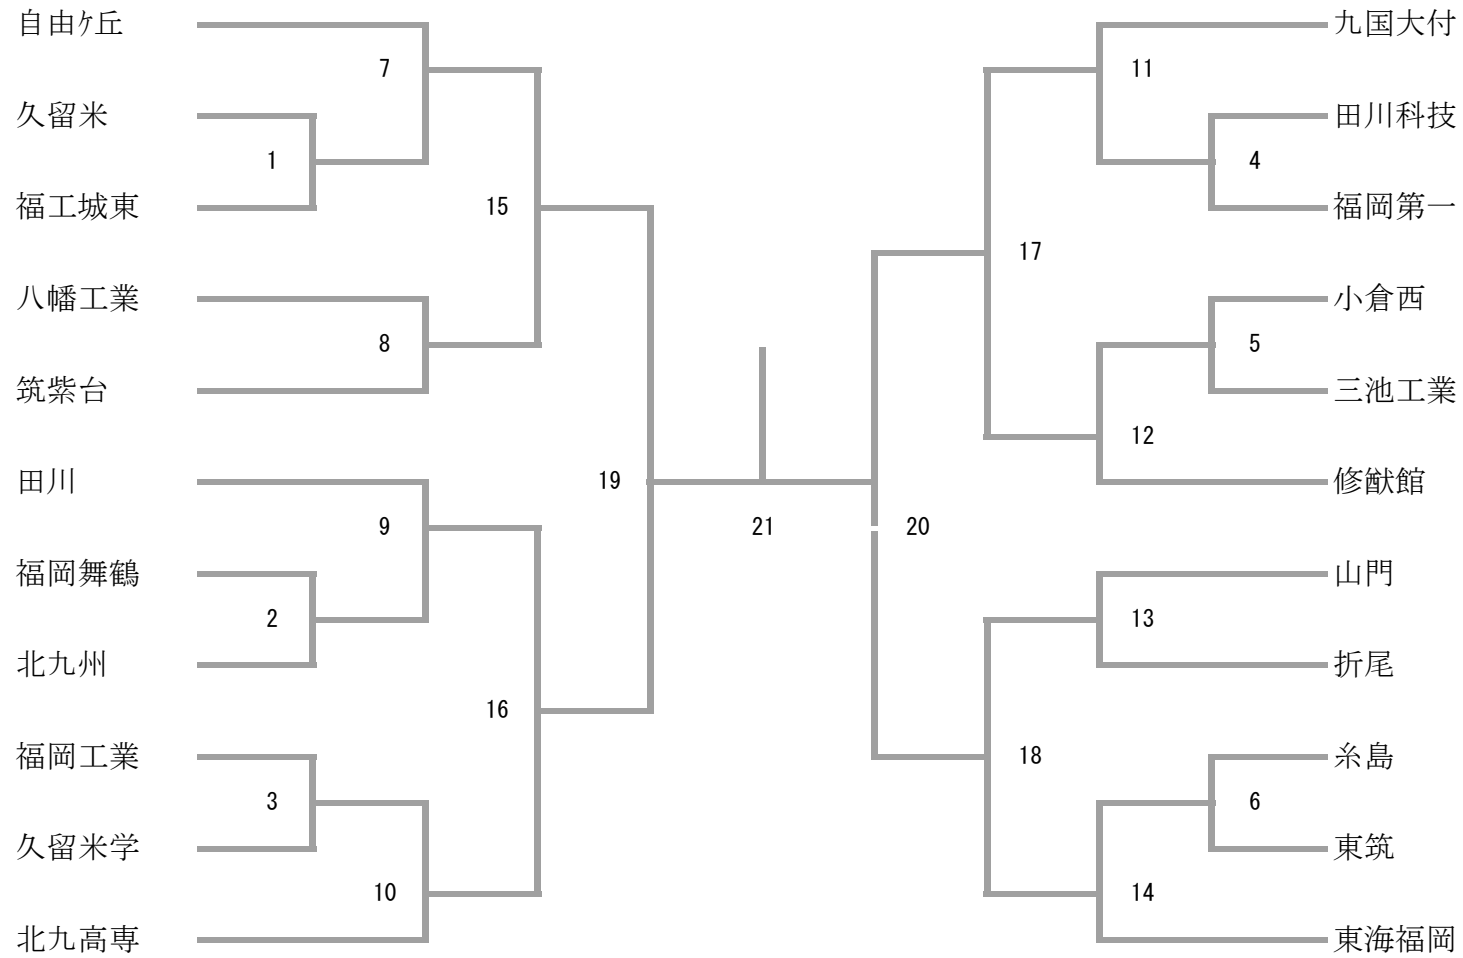 自由ケ丘
九国大付
7
11
久留米
田川科技
1
4
福工城東
15
福岡第一
17
八幡工業
小倉西
8
5
筑紫台
三池工業
12
田川
19
修猷館
9
21
20
福岡舞鶴
山門
2
13
北九州
折尾
16
福岡工業
18
糸島
3
6
久留米学
東筑
10
14
北九高専
東海福岡